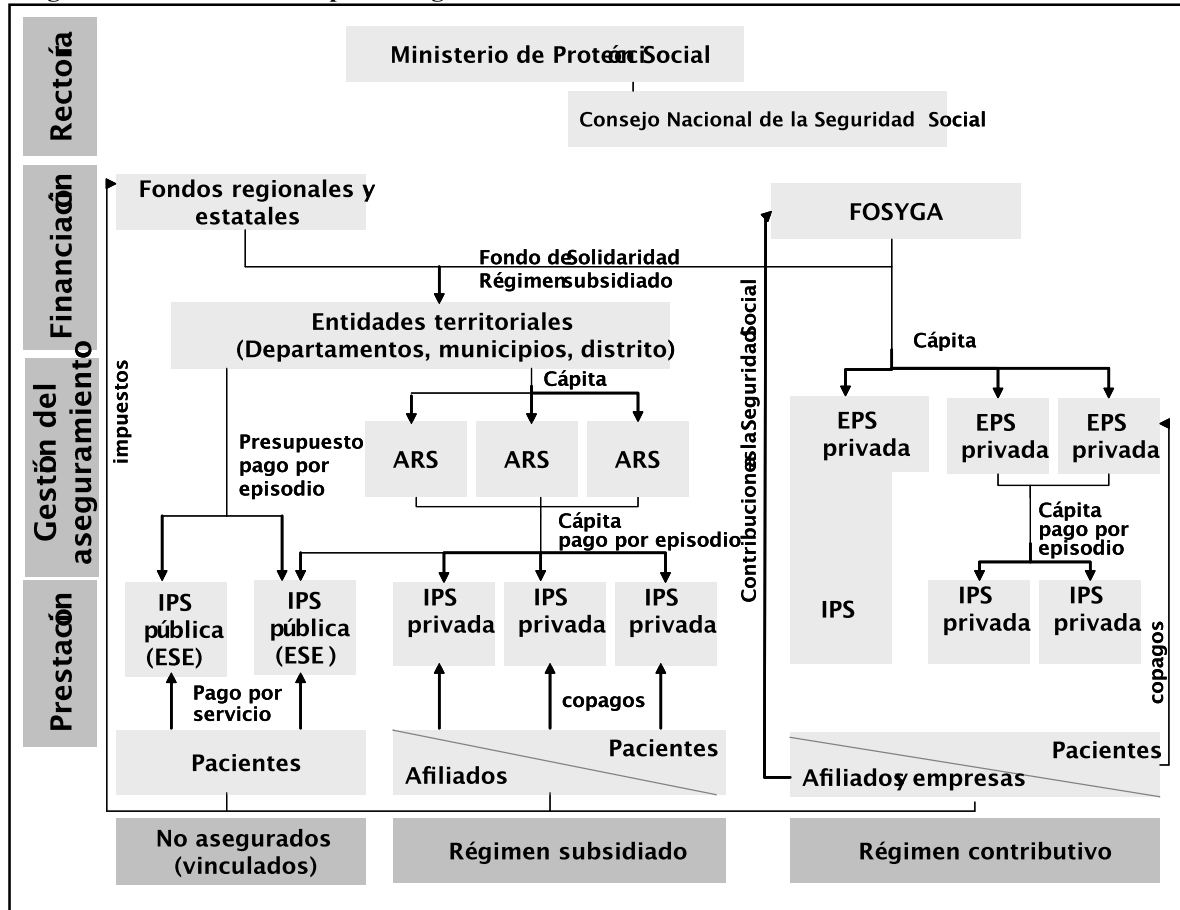 Rectoría
Ministerio de Protección Social
Consejo Nacional de la Seguridad Social
Financiación
Fondos regionales y
estatales
FOSYGA
Fondo de Solidaridad
Régimen subsidiado
Entidades territoriales
(Departamentos, municipios, distrito)
Cápita
Cápita
impuestos
Contribuciones a la Seguridad Social
Gestión del
aseguramiento
Presupuesto
pago por
episodio
ARS
ARS
ARS
EPS
privada
EPS
privada
EPS
privada
Cápita
pago por episodio
Cápita
pago por
episodio
Prestación
IPS
pública
(ESE)
IPS
pública
(ESE )
IPS
privada
IPS
privada
IPS
privada
IPS
IPS
privada
IPS
privada
copagos
Pago por
servicio
copagos
Pacientes
Pacientes
Afiliados
Pacientes
Afiliados y empresas
No asegurados
(vinculados)
Régimen subsidiado
Régimen contributivo